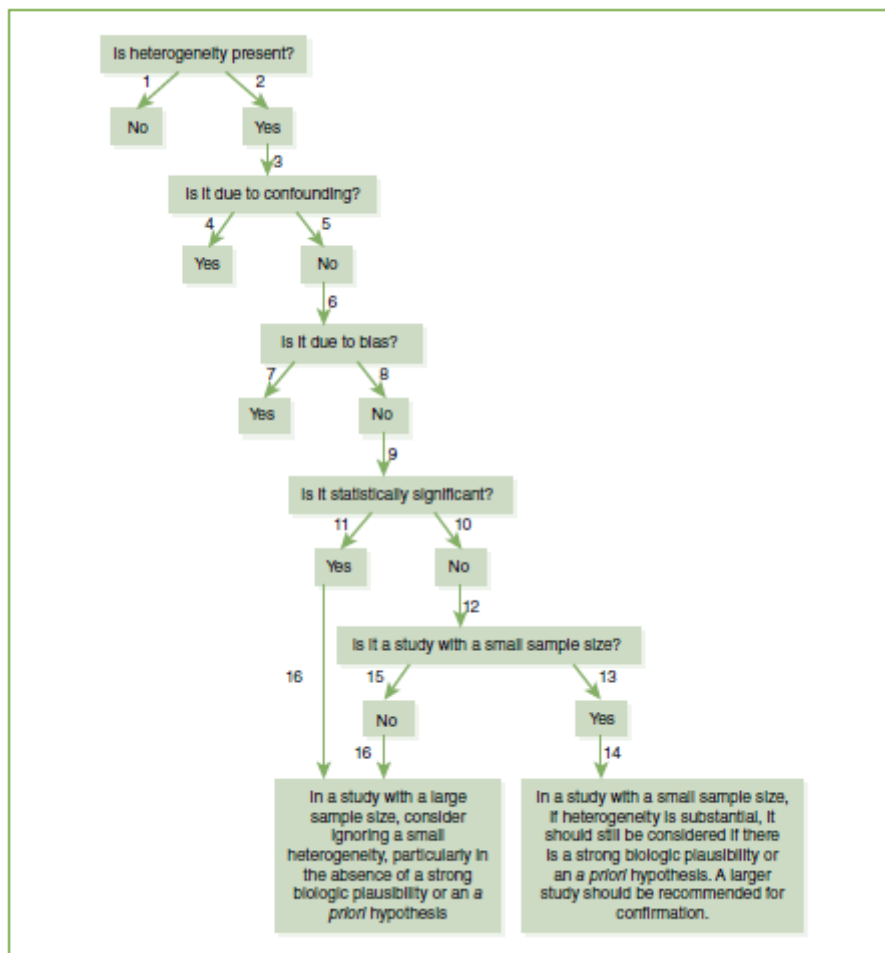 Is heterogeneity present?
1
2
No
Yes
3
Is it due to confounding?
4
5
Yes
No
6
Is it due to bias?
7
8
Yes
No
9
Is it statistically significant?
11
10
Yes
No
12
Is it a study with a small sample size?
16
15
13
No
Yes
16
14
In a study with a large
sample size, consider
ignoring a small
heterogeneity, particularly in
the absence of a strong
biologic plausibility or an a
priori hypothesis
In a study with a small sample size,
if heterogeneity is substantial, it
should still be considered if there
is a strong biologic plausibility or
an a priori hypothesis. A larger
study should be recommended for
confirmation.